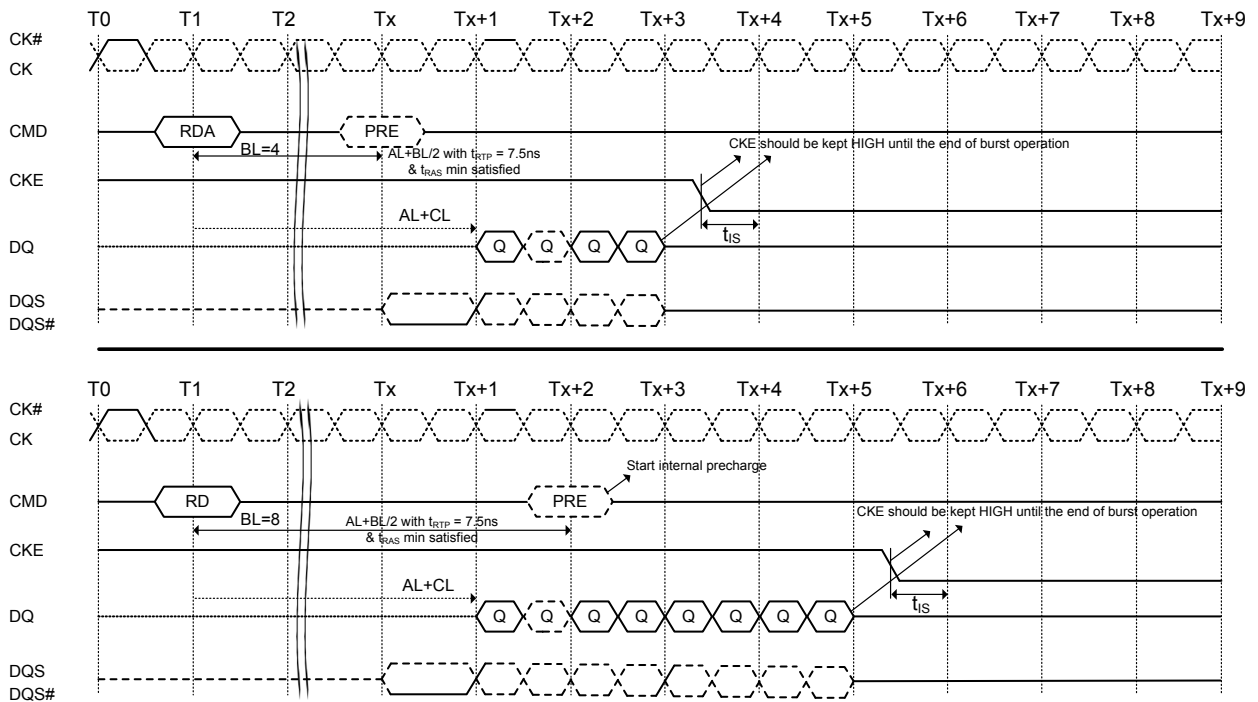 T0 T1 T2 Tx Tx+1 Tx+2 Tx+3 Tx+4 Tx+5 Tx+6 Tx+7 Tx+8 Tx+9
CK#
CK
CMD RDA PRE
BL=4 AL+BL/2 with tRTP = 7.5ns
& tRAS min satisfied
CKE should be kept HIGH until the end of burst operation
CKE
AL+CL
tIS
DQ Q Q Q Q
DQS
DQS#
T0 T1 T2 Tx Tx+1 Tx+2 Tx+3 Tx+4 Tx+5 Tx+6 Tx+7 Tx+8 Tx+9
CK#
CK
Start internal precharge
CMD RD PRE
BL=8 AL+BL/2 with tRTP = 7.5ns
& tRAS min satisfied
CKE should be kept HIGH until the end of burst operation
CKE
AL+CL
tIS
DQ Q Q Q Q Q Q Q Q
DQS
DQS#